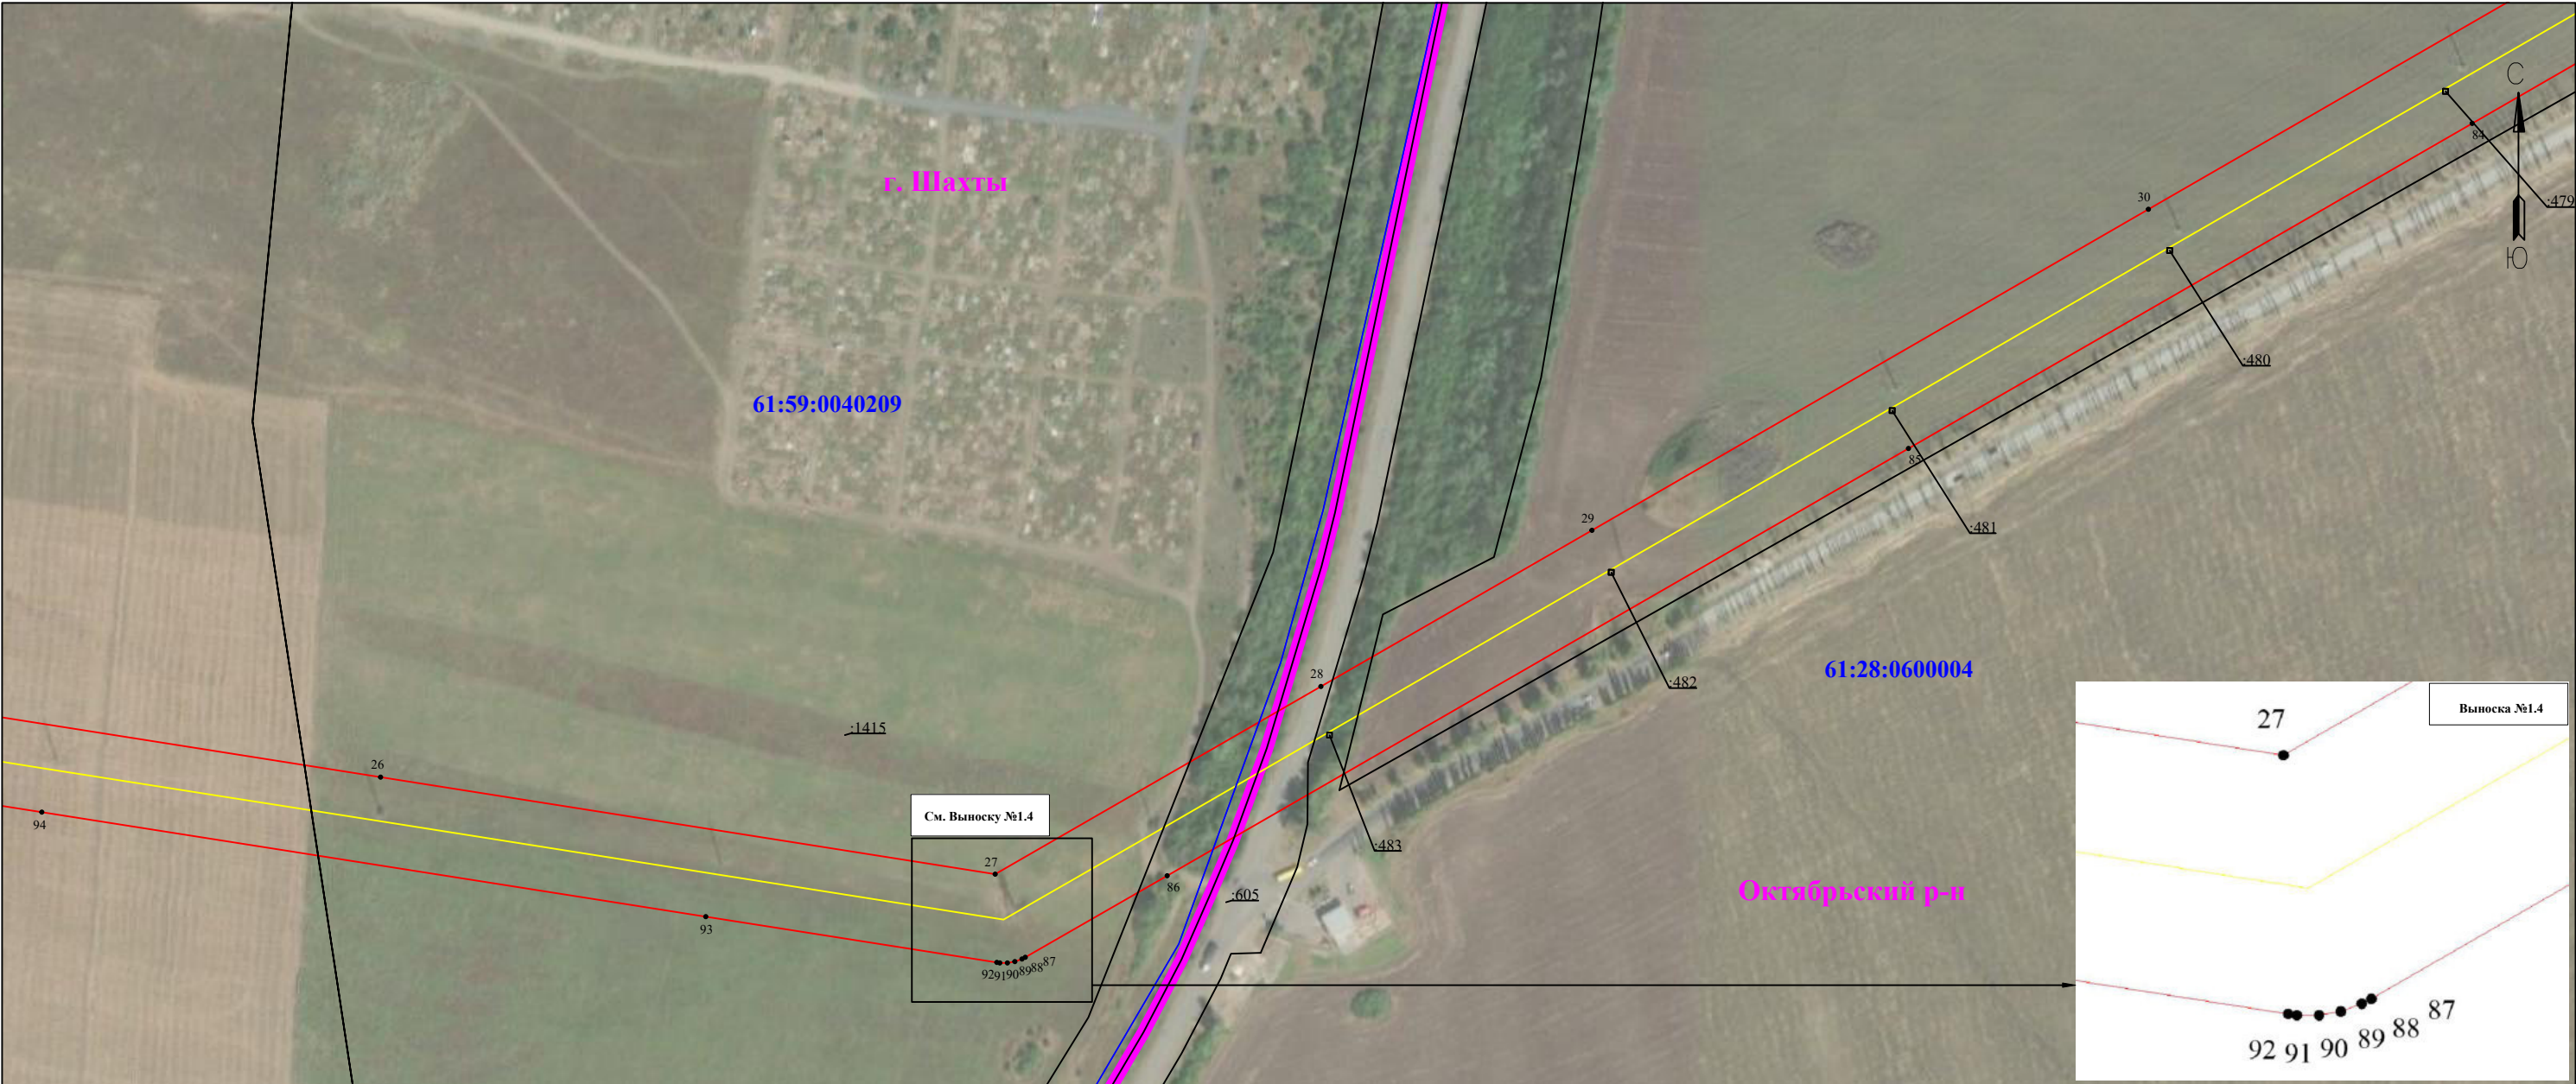 С
84
:479
г. Шахты
30
Ю
:480
61:59:0040209
85
29
:481
28
61:28:0600004
:482
Выноска №1.4
27
:1415
26
См. Выноску №1.4
94
:483
27
86
Октябрьский р-н
:605
93
92 91 90 89 88 87
92 91 90 89 88 87